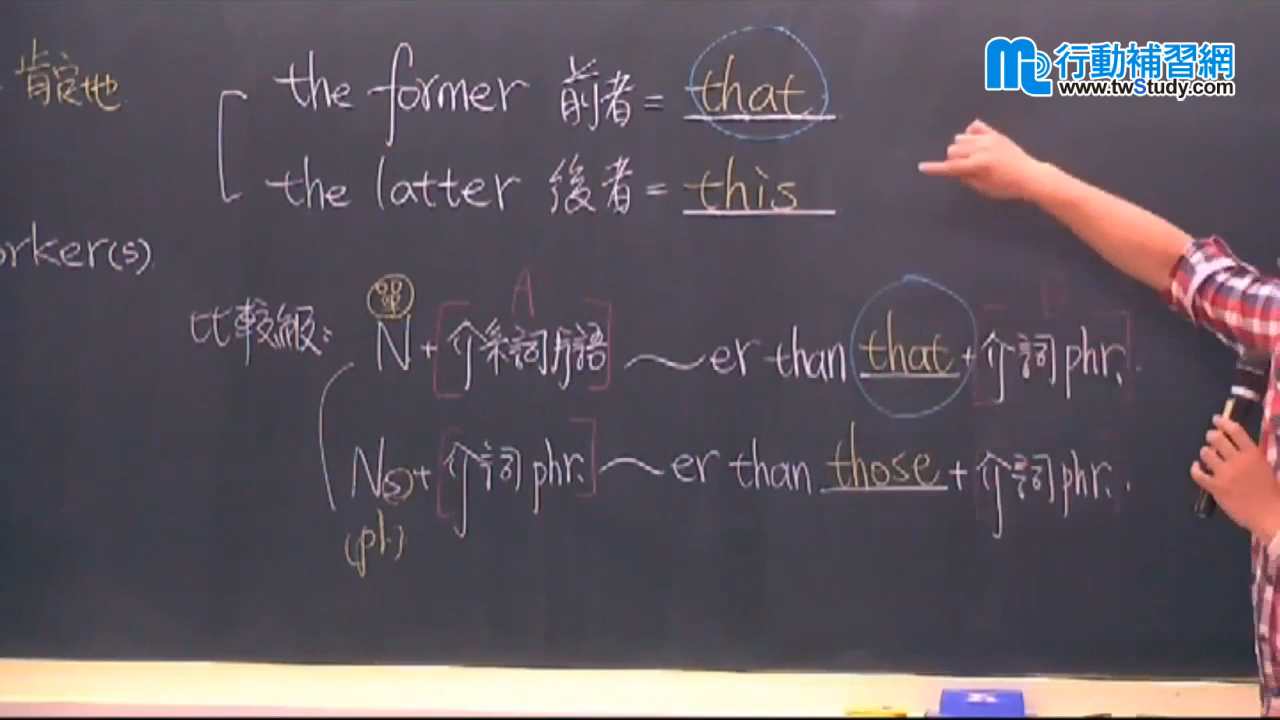 行動補習網
www.twStudy.com
肯定地
the former 前者 = that
the latter 後者 = this
orker(s)
A
比較級: N + [介系詞片語] ~ er than that + [介詞 phr.]
單
Ns + [介詞 phr.] ~ er than those + 介詞 phr.
(pl.)